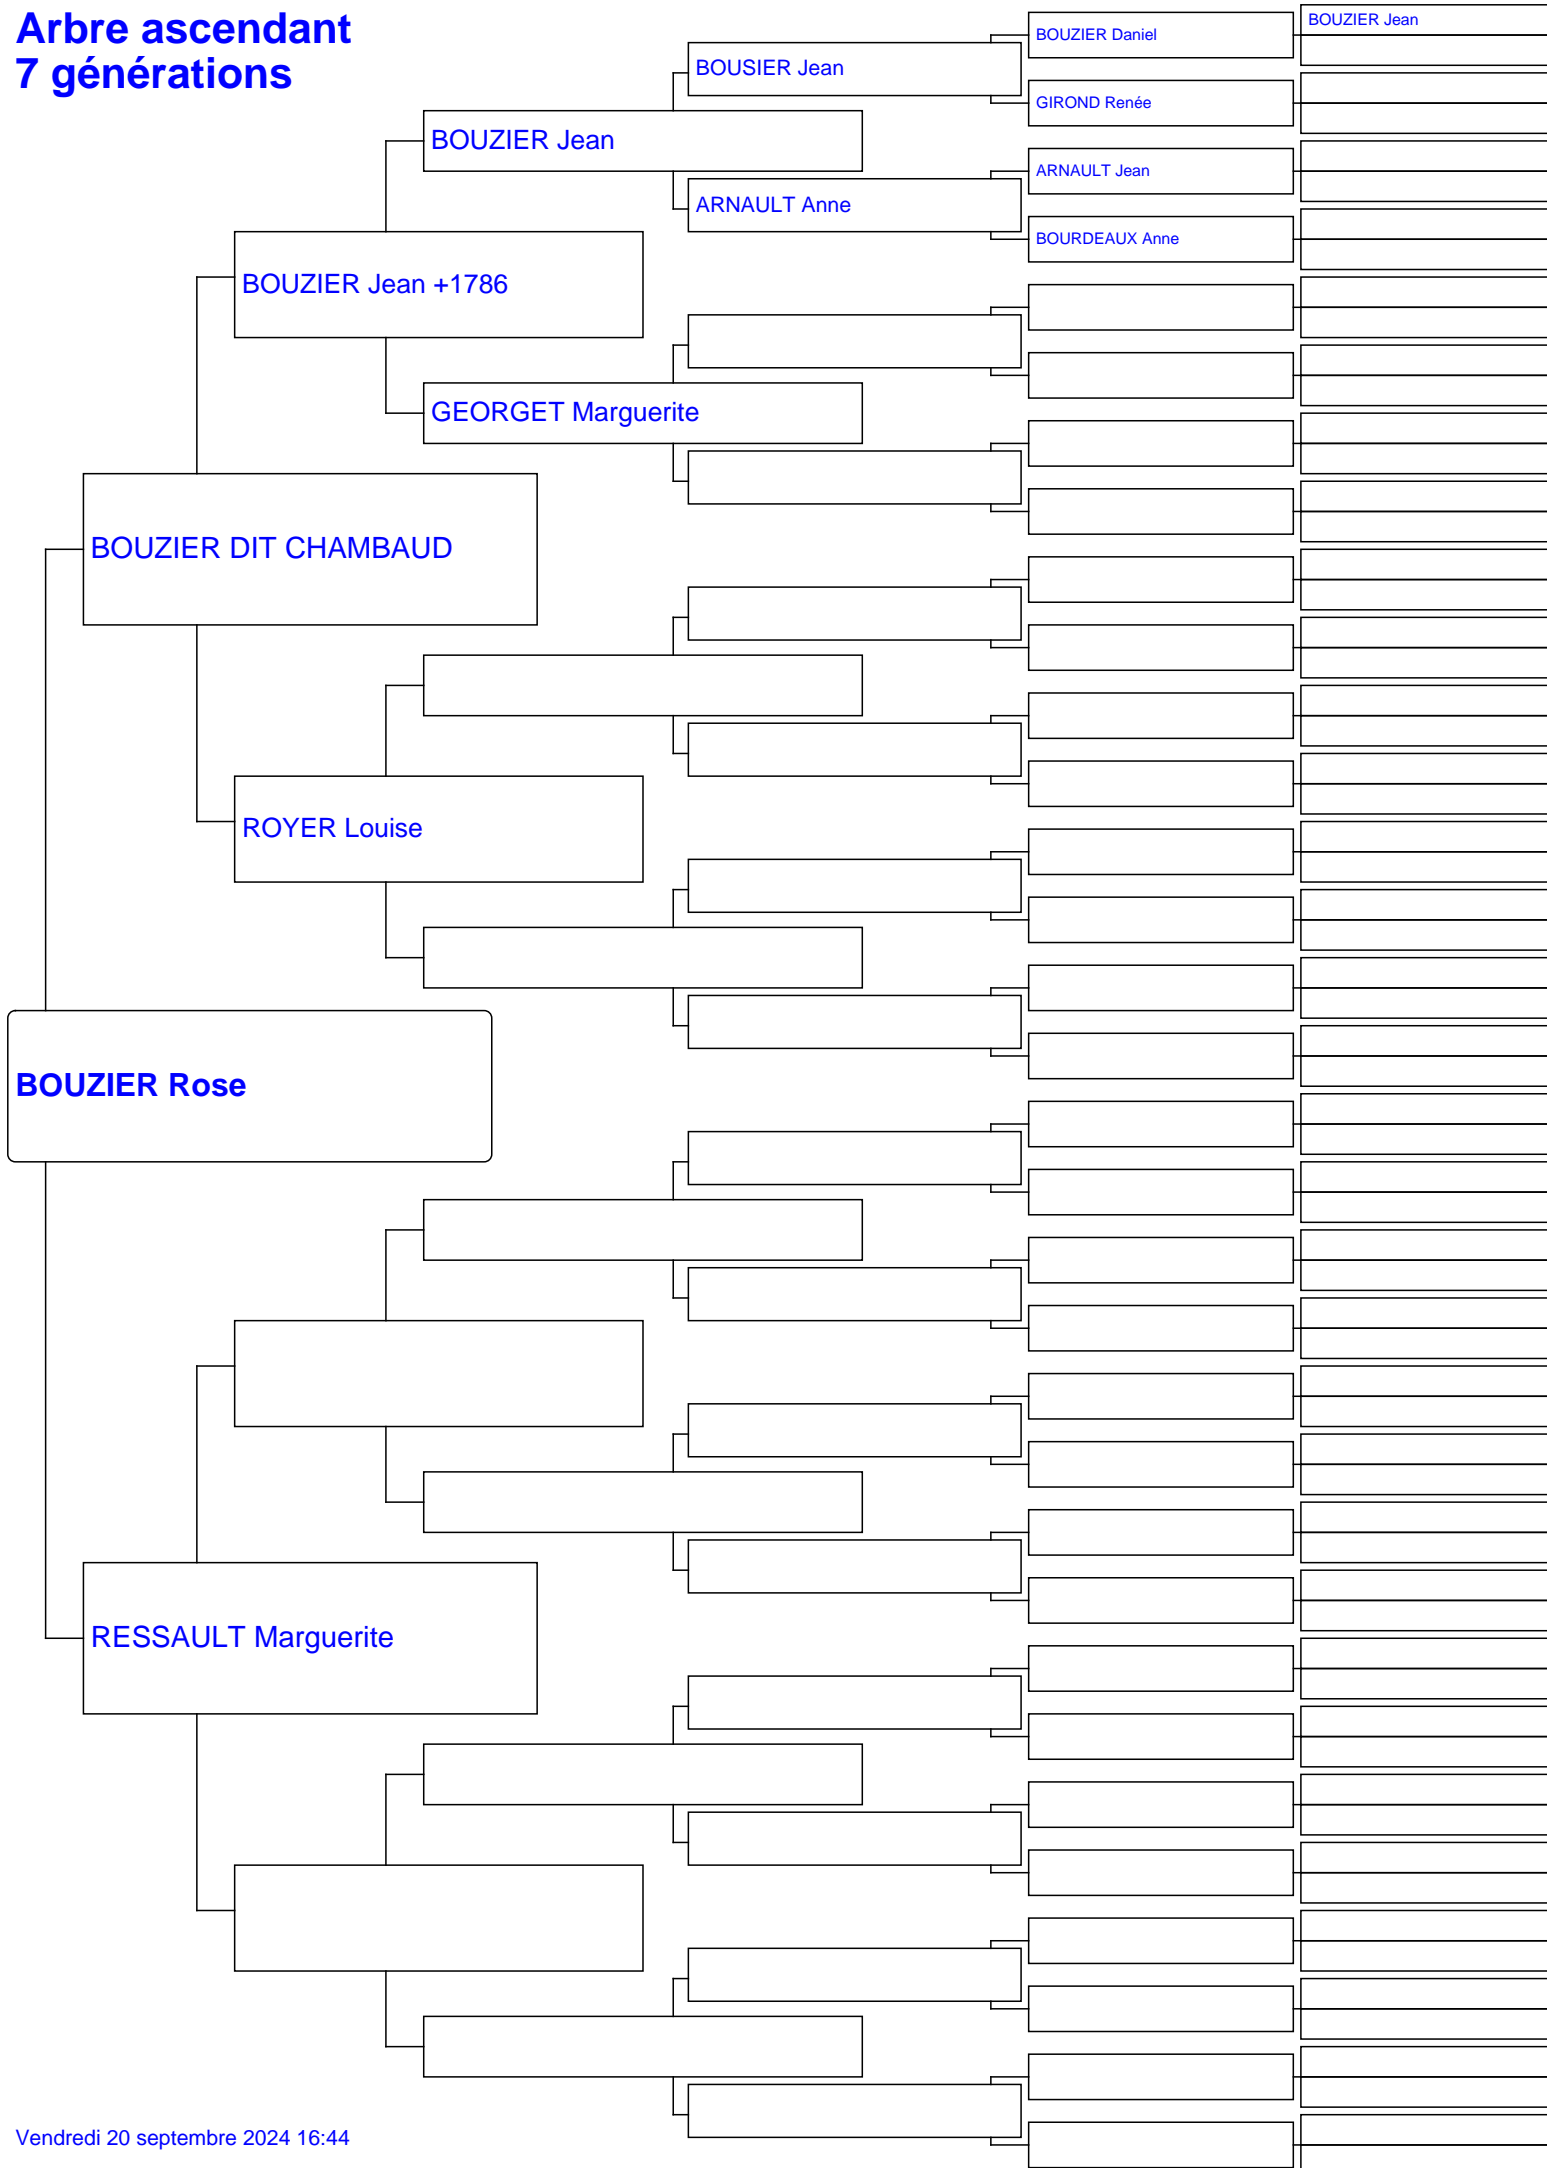 Arbre ascendant
7 générations
BOUZIER Jean
BOUZIER Daniel
BOUSIER Jean
GIROND Renée
BOUZIER Jean
ARNAULT Jean
ARNAULT Anne
BOURDEAUX Anne
BOUZIER Jean +1786
GEORGET Marguerite
BOUZIER DIT CHAMBAUD
ROYER Louise
BOUZIER Rose
RESSAULT Marguerite
Vendredi 20 septembre 2024 16:44